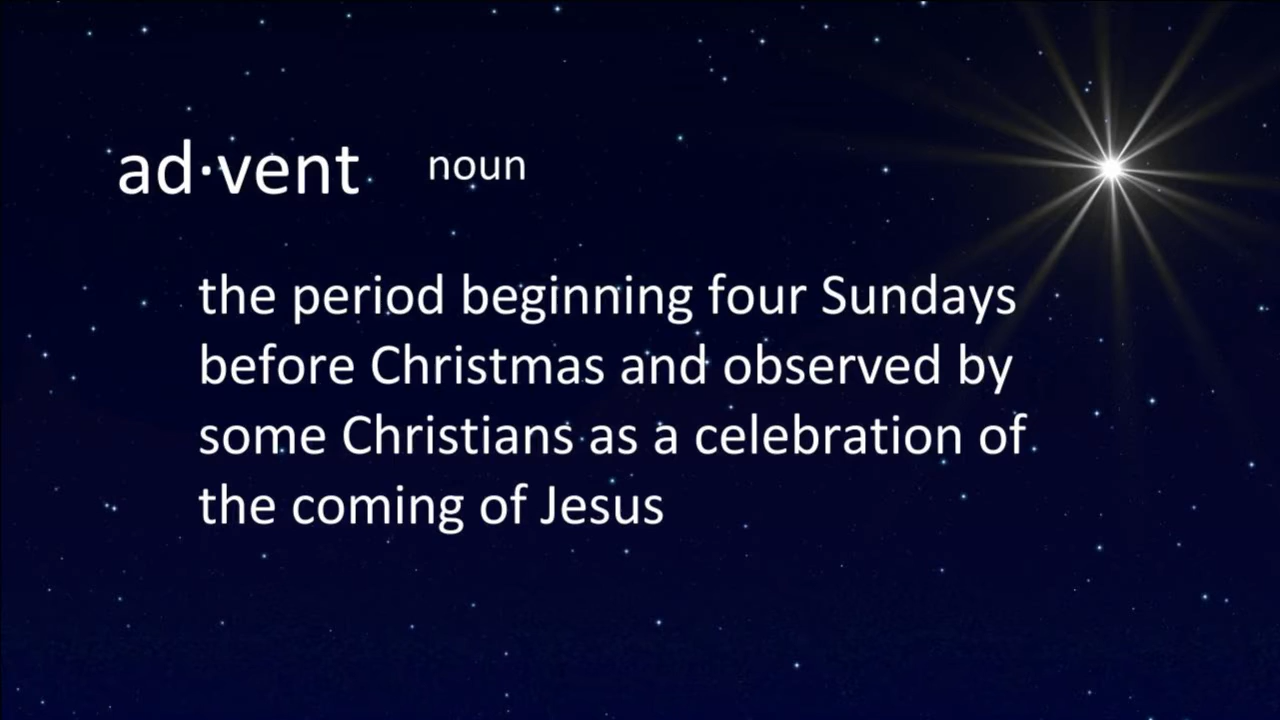 ad·vent noun
the period beginning four Sundays
before Christmas and observed by
some Christians as a celebration of
the coming of Jesus